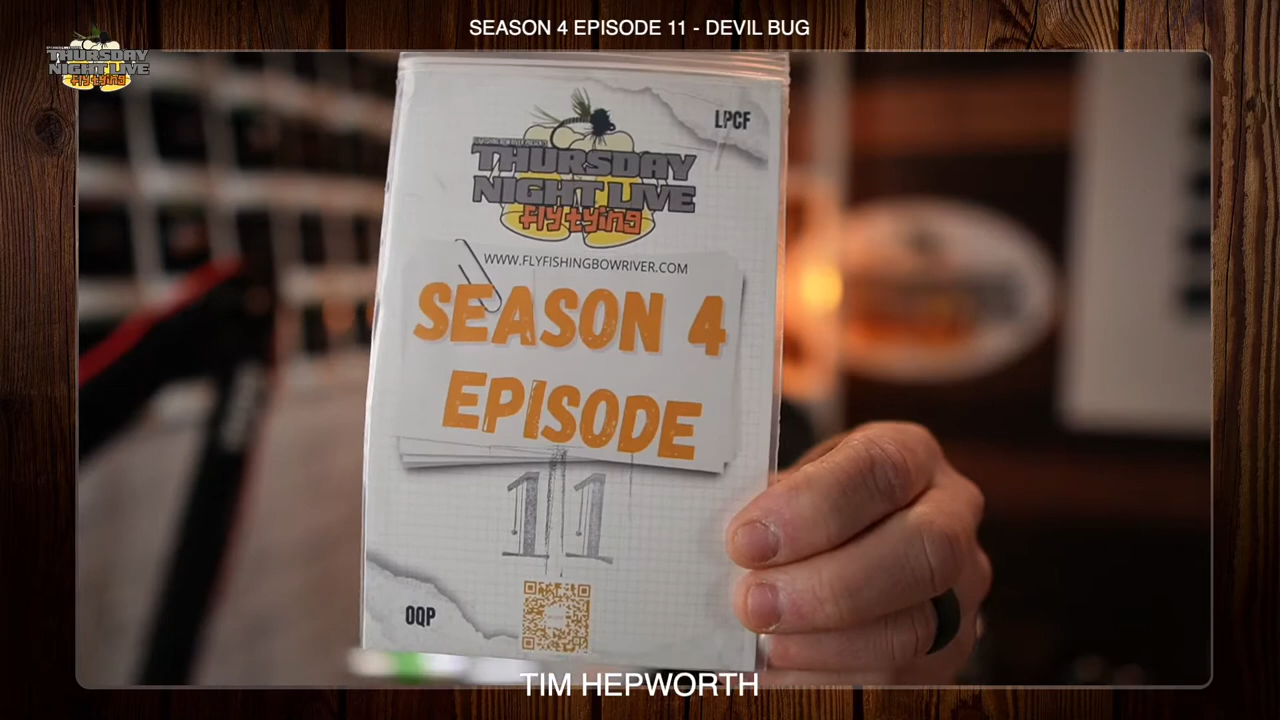 SEASON 4 EPISODE 11 - DEVIL BUG
THURSDAY
NIGHT LIVE
fly tying
LPCF
THURSDAY
NIGHT LIVE
fly tying
WWW.FLYFISHINGBOWRIVER.COM
SEASON 4
EPISODE
11
OQP
TIM HEPWORTH